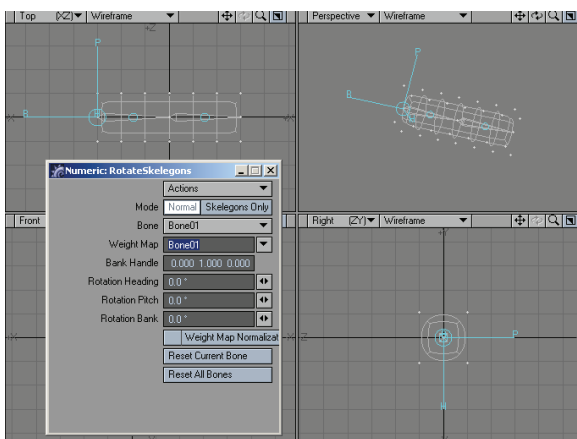 Top (XZ) Wireframe
Perspective Wireframe
+Z
P
P
B
B
H
-X
Numeric: RotateSkelegons
Actions
Mode Normal Skelegons Only
Bone Bone01
Weight Map Bone01
Bank Handle 0.000 1.000 0.000
Rotation Heading 0.0°
Rotation Pitch 0.0°
Rotation Bank 0.0°
Weight Map Normalizat
Reset Current Bone
Reset All Bones
Front
Right (ZY) Wireframe
+Y
-X
-X
Z
P
H
-Y